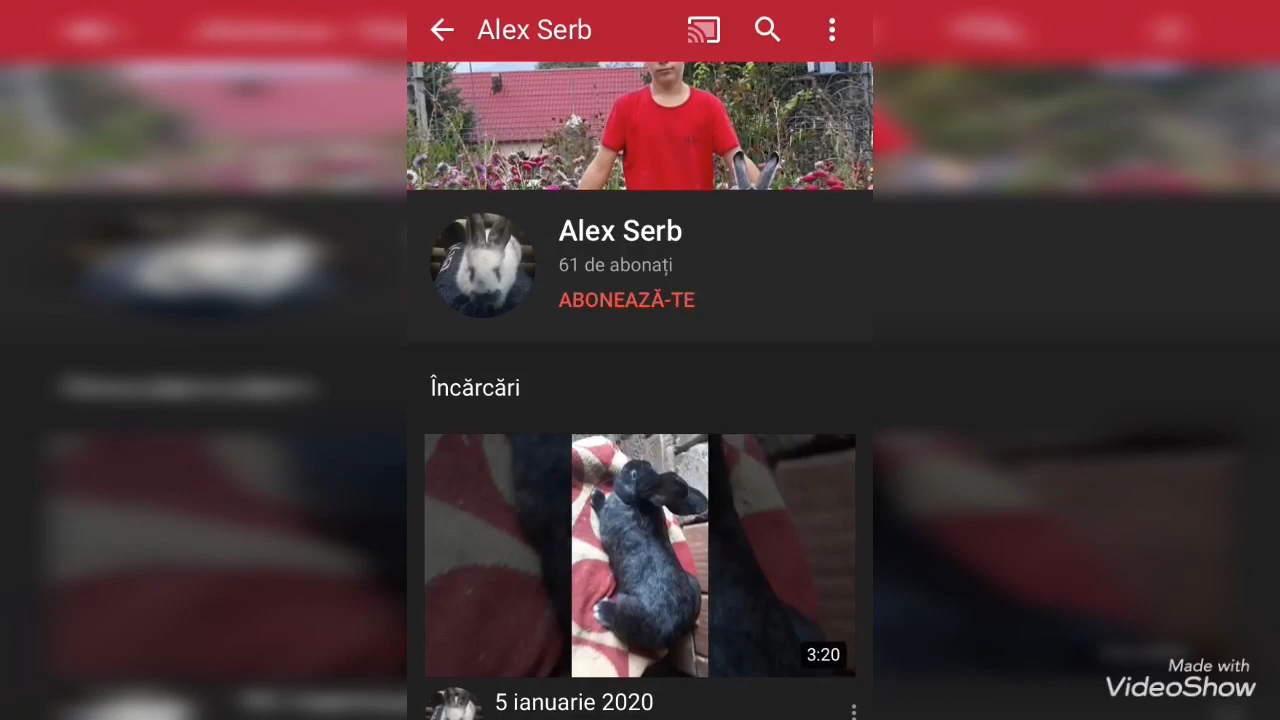 Alex Serb
Alex Serb
61 de abonați
ABONEAZĂ-TE
Încărcări
3:20
5 ianuarie 2020
Made with
VideoShow